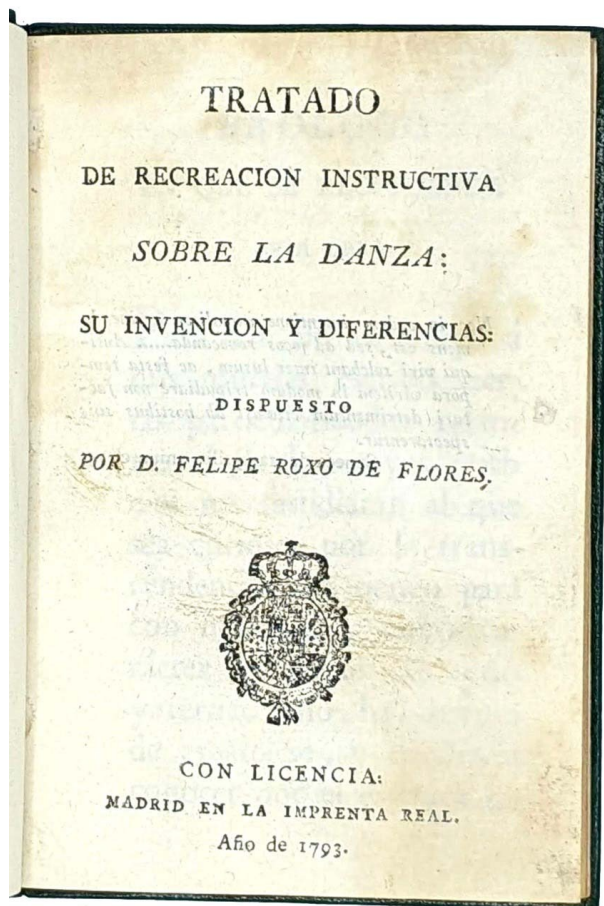 TRATADO
DE RECREACION INSTRUCTIVA
SOBRE LA DANZA:
SU INVENCION Y DIFERENCIAS:
DISPUESTO
POR D. FELIPE ROXO DE FLORES.
CON LICENCIA:
MADRID EN LA IMPRENTA REAL.
Año de 1793.